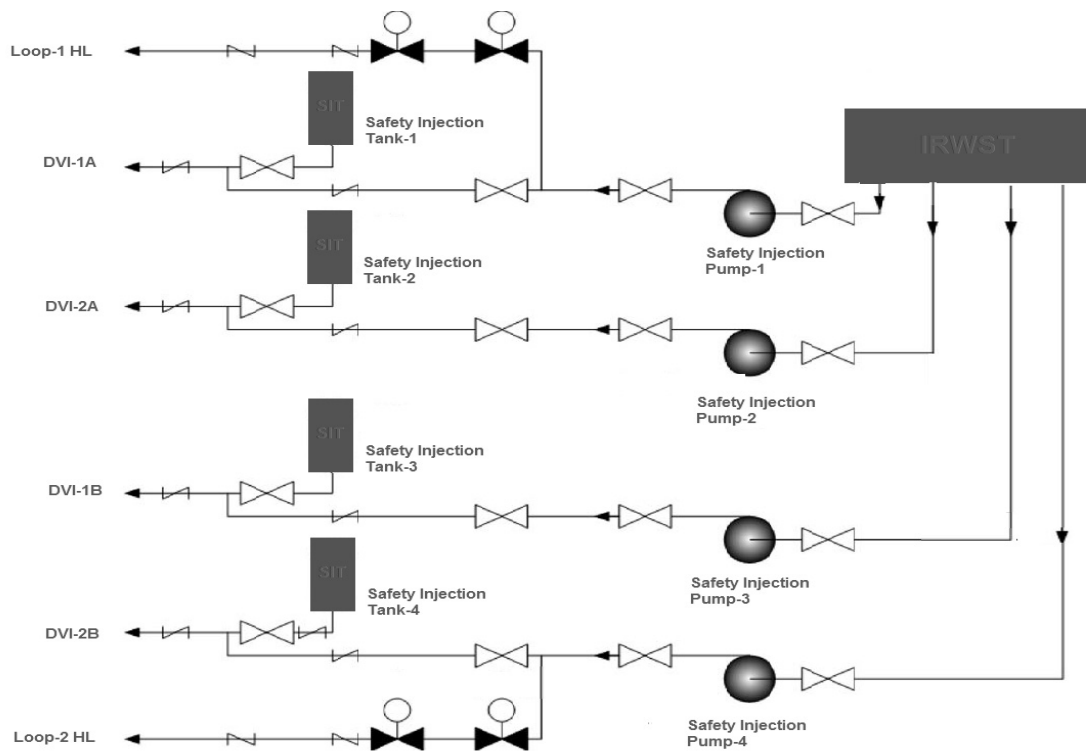 Loop-1 HL
SIT
Safety Injection
Tank-1
IRWST
DVI-1A
Safety Injection
Pump-1
SIT
Safety Injection
Tank-2
DVI-2A
Safety Injection
Pump-2
SIT
Safety Injection
Tank-3
DVI-1B
Safety Injection
Pump-3
SIT
Safety Injection
Tank-4
DVI-2B
Safety Injection
Pump-4
Loop-2 HL